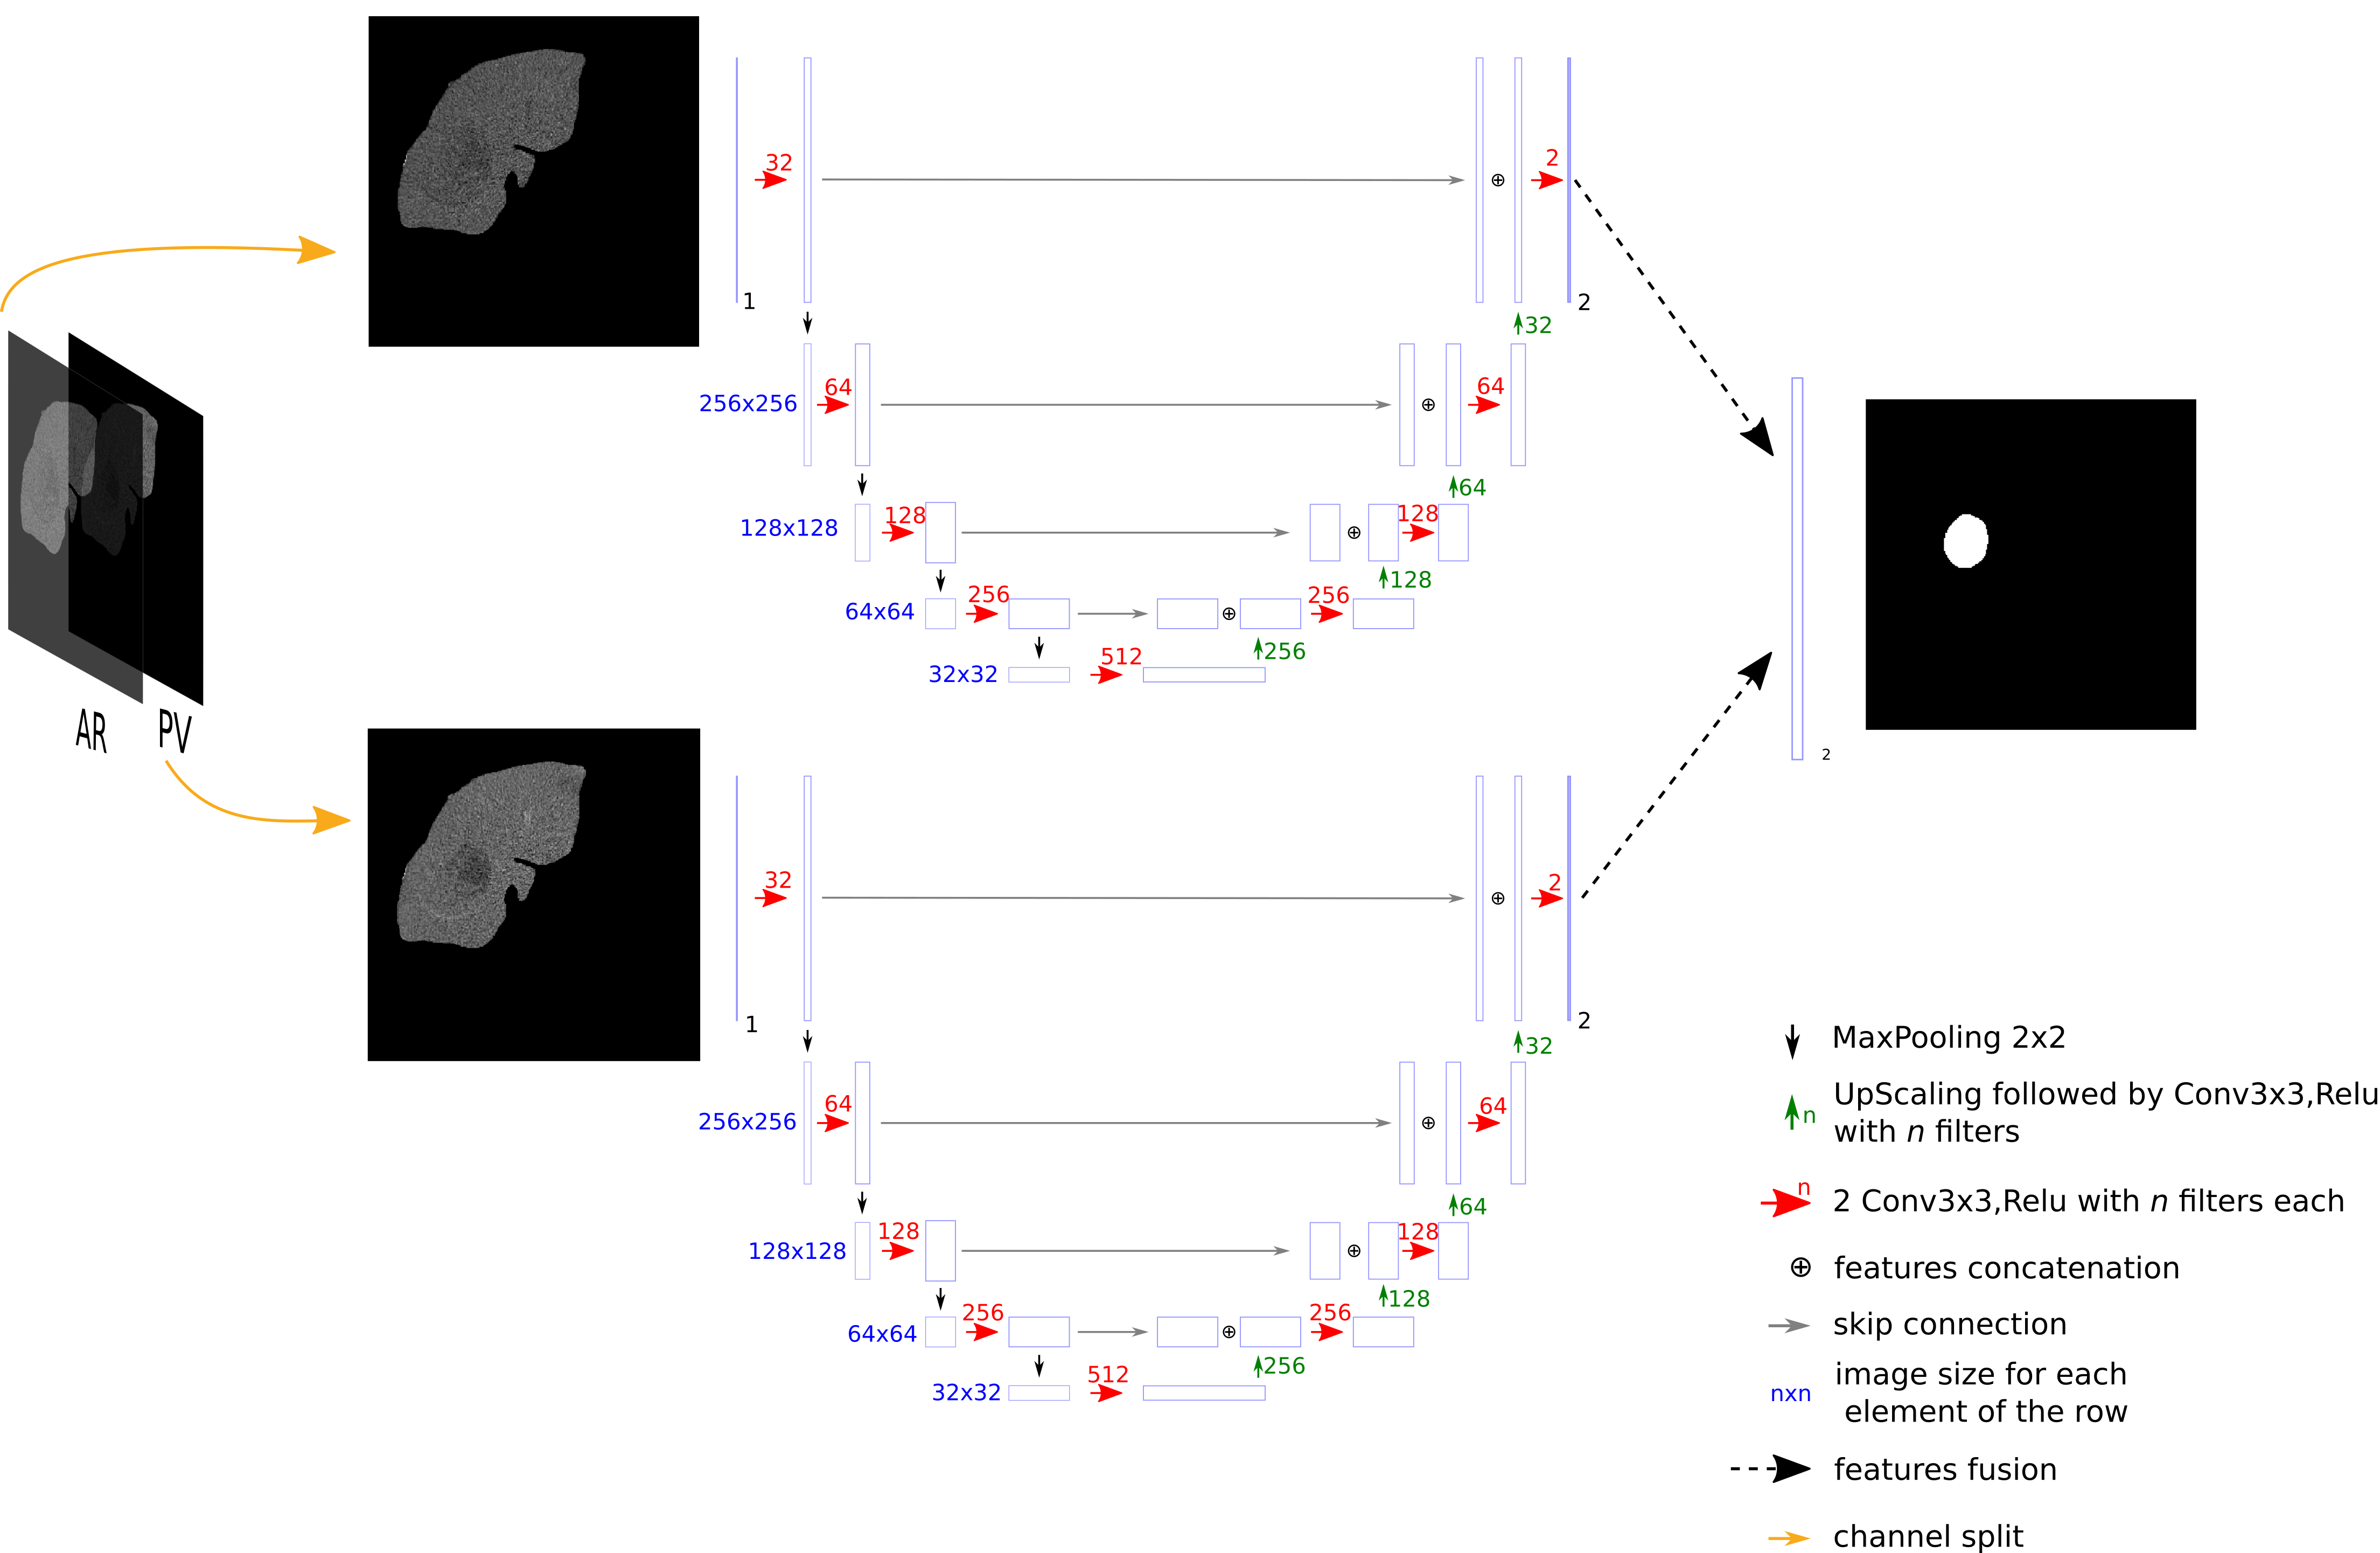 32
2
1
2
32
256x256
64
64
64
128x128
128
128
128
64x64
256
256
256
32x32
512
AR
PV
2
32
2
1
2
32
256x256
64
64
64
128x128
128
128
128
64x64
256
256
256
32x32
512
MaxPooling 2x2
n
UpScaling followed by Conv3x3,Relu
with n filters
n
2 Conv3x3,Relu with n filters each
features concatenation
skip connection
nxn
image size for each
element of the row
features fusion
channel split